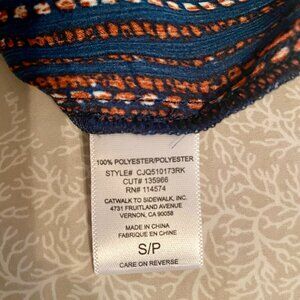 100% POLYESTER/POLYESTER
STYLE# CJQ510173RK
CUT# 135966
RN# 114574
CATWALK TO SIDEWALK, INC.
4731 FRUITLAND AVENUE
VERNON, CA 90058
MADE IN CHINA
FABRIQUE EN CHINE
S/P
CARE ON REVERSE